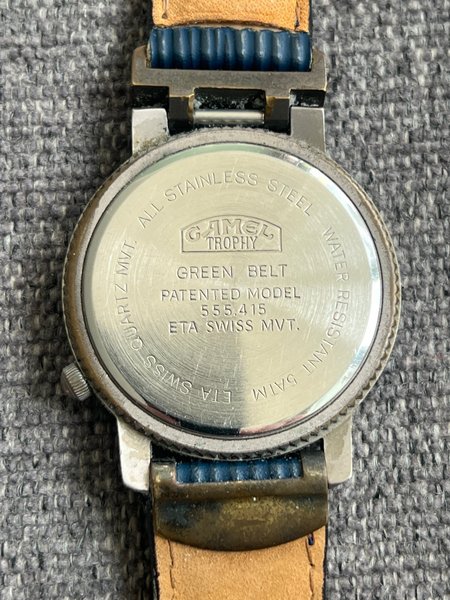 CAMEL
TROPHY
GREEN BELT
PATENTED MODEL
555.415
ETA SWISS MVT.
ALL STAINLESS STEEL WATER RESISTANT 5ATM ETA SWISS QUARTZ MVT.